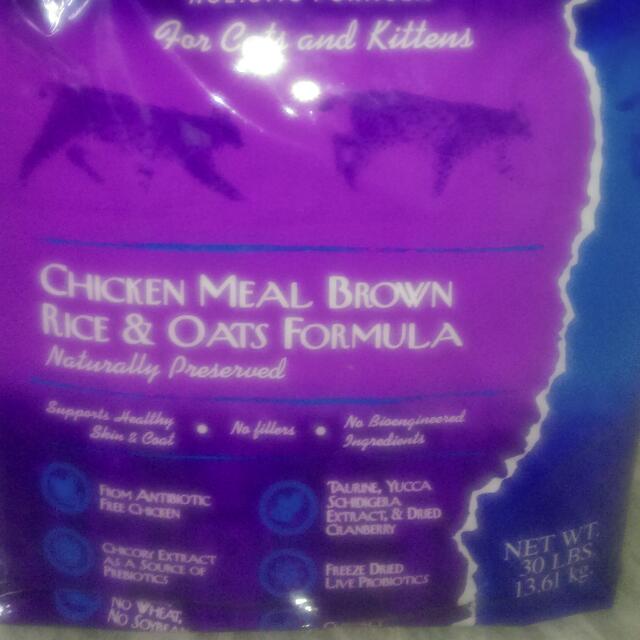 For Cats and Kittens
CHICKEN MEAL BROWN
RICE & OATS FORMULA
Naturally Preserved
Supports Healthy
Skin & Coat
No fillers
No Bioengineered
Ingredients
FROM ANTIBIOTIC
FREE CHICKEN
TAURINE, YUCCA
SCHIDIGERA
EXTRACT, & DRIED
CRANBERRY
CHICORY EXTRACT
AS A SOURCE OF
PREBIOTICS
FREEZE DRIED
LIVE PROBIOTICS
NO WHEAT,
NO
NET WT.
30 LBS
13.61 Kg